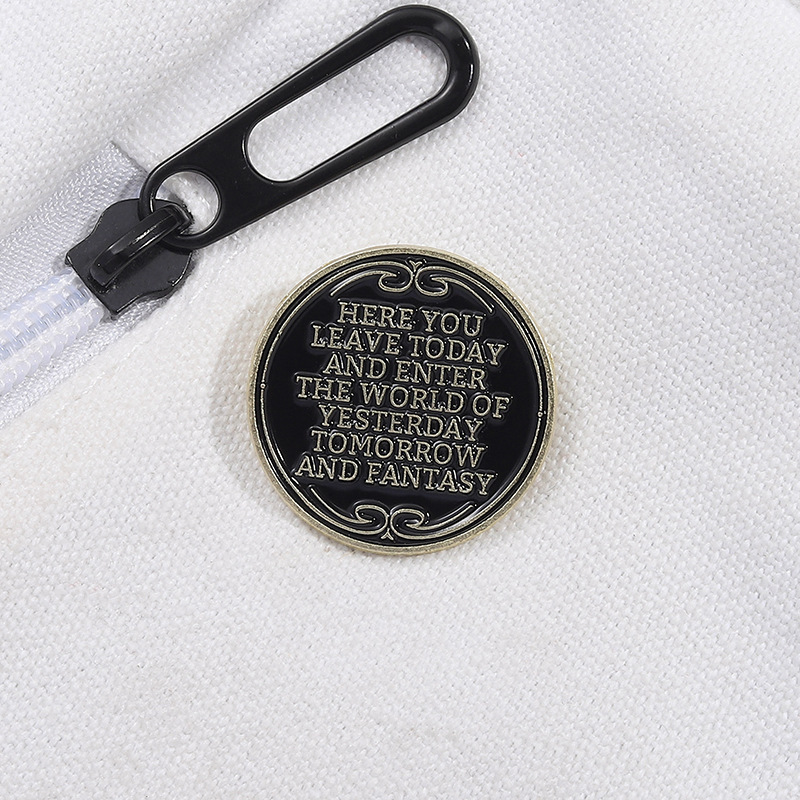 HERE YOU
LEAVE TODAY
AND ENTER
THE WORLD OF
YESTERDAY
TOMORROW
AND FANTASY